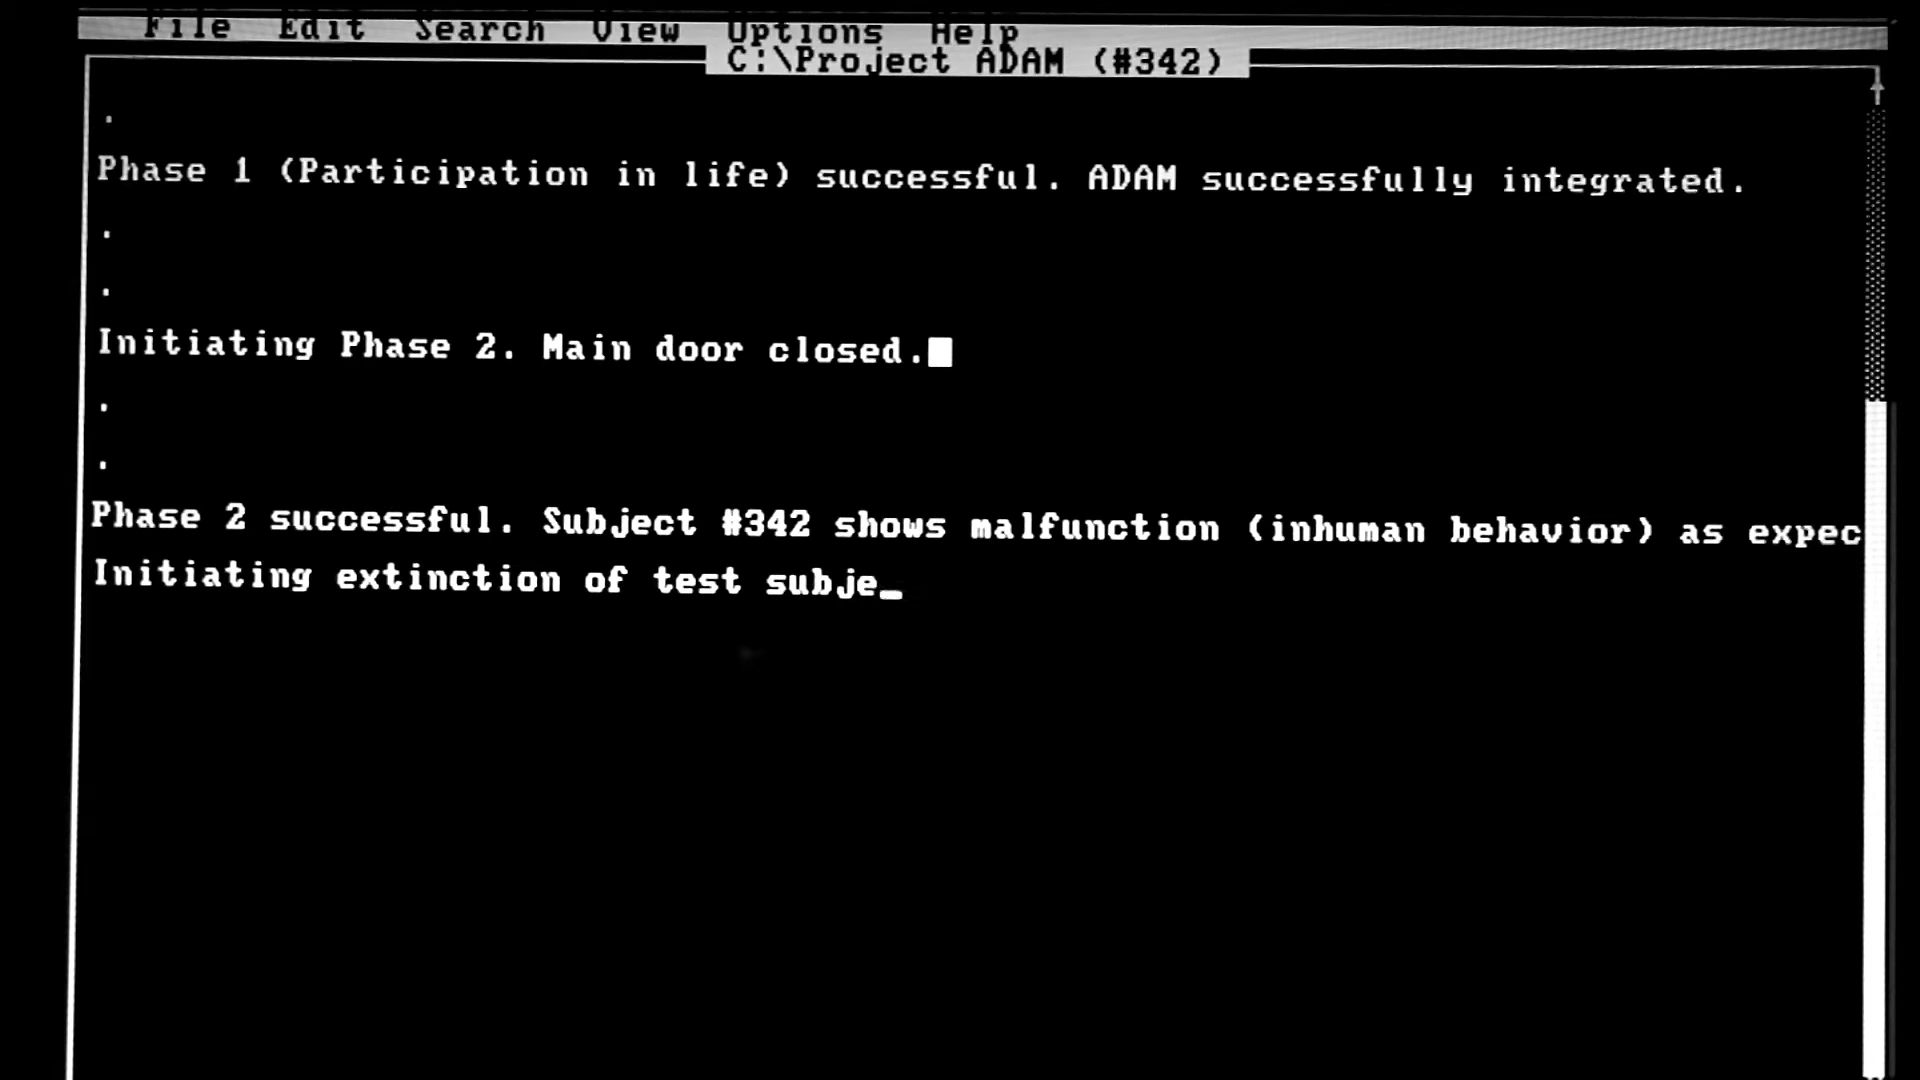 File Edit Search View Options Help
C:\Project ADAM (#342)
.
Phase 1 (Participation in life) successful. ADAM successfully integrated.
.
.
Initiating Phase 2. Main door closed.
.
.
Phase 2 successful. Subject #342 shows malfunction (inhuman behavior) as expec
Initiating extinction of test subje_